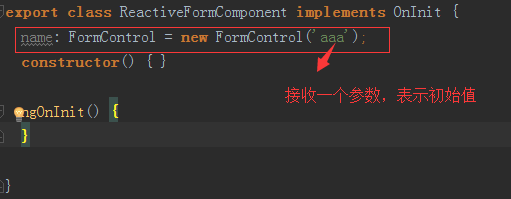 export class ReactiveFormComponent implements OnInit {
name: FormControl = new FormControl('aaa');
constructor() { }
接收一个参数，表示初始值
ngOnInit() {
}
}